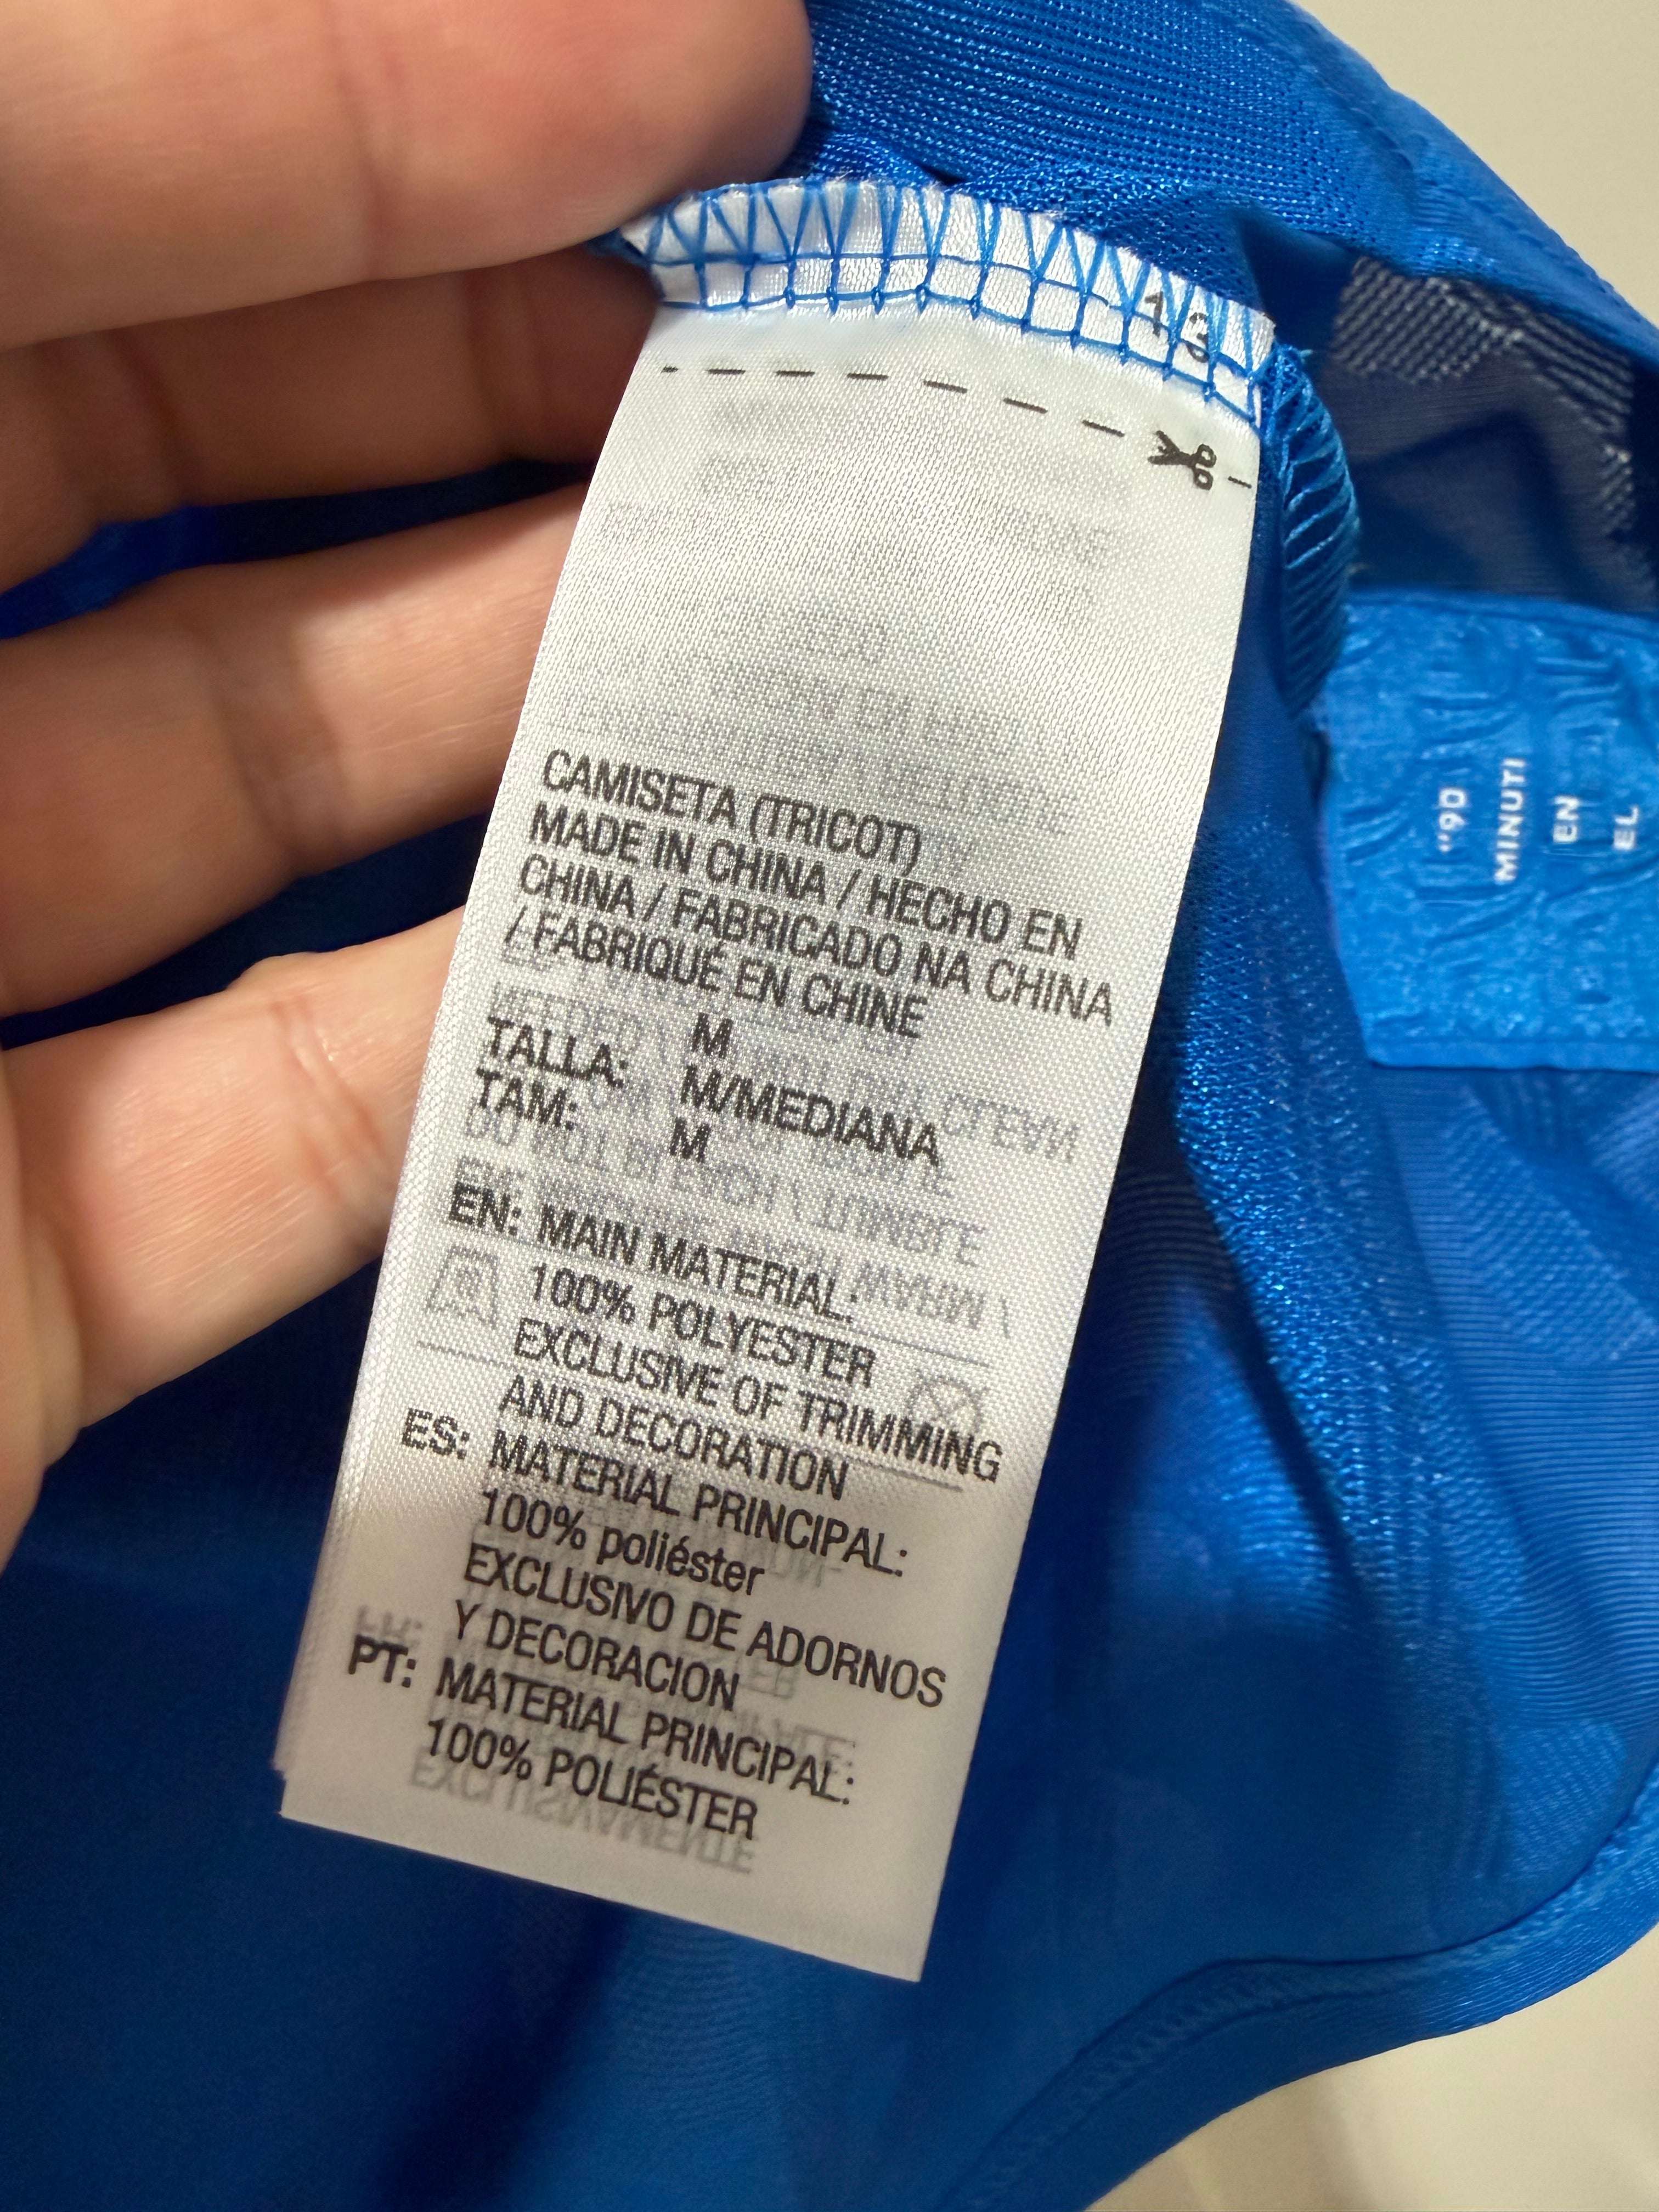 13
CAMISETA (TRICOT)
MADE IN CHINA / HECHO EN
CHINA / FABRICADO NA CHINA
/ FABRIQUÉ EN CHINE
M
TALLA: M/MEDIANA
TAM: M
EN: MAIN MATERIAL:
100% POLYESTER
EXCLUSIVE OF TRIMMING
AND DECORATION
ES: MATERIAL PRINCIPAL:
100% poliéster
EXCLUSIVO DE ADORNOS
Y DECORACION
PT: MATERIAL PRINCIPAL:
100% POLIÉSTER
"90
MINUTI
EN
EL